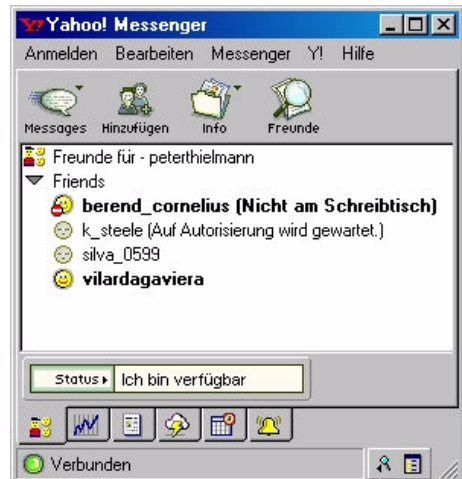 Yahoo! Messenger
Anmelden Bearbeiten Messenger Y! Hilfe
Messages Hinzufügen Info Freunde
Freunde für - peterthielmann
Friends
berend_cornelius (Nicht am Schreibtisch)
k_steele (Auf Autorisierung wird gewartet.)
silva_0599
vilardagaviera
Status Ich bin verfügbar
Verbunden